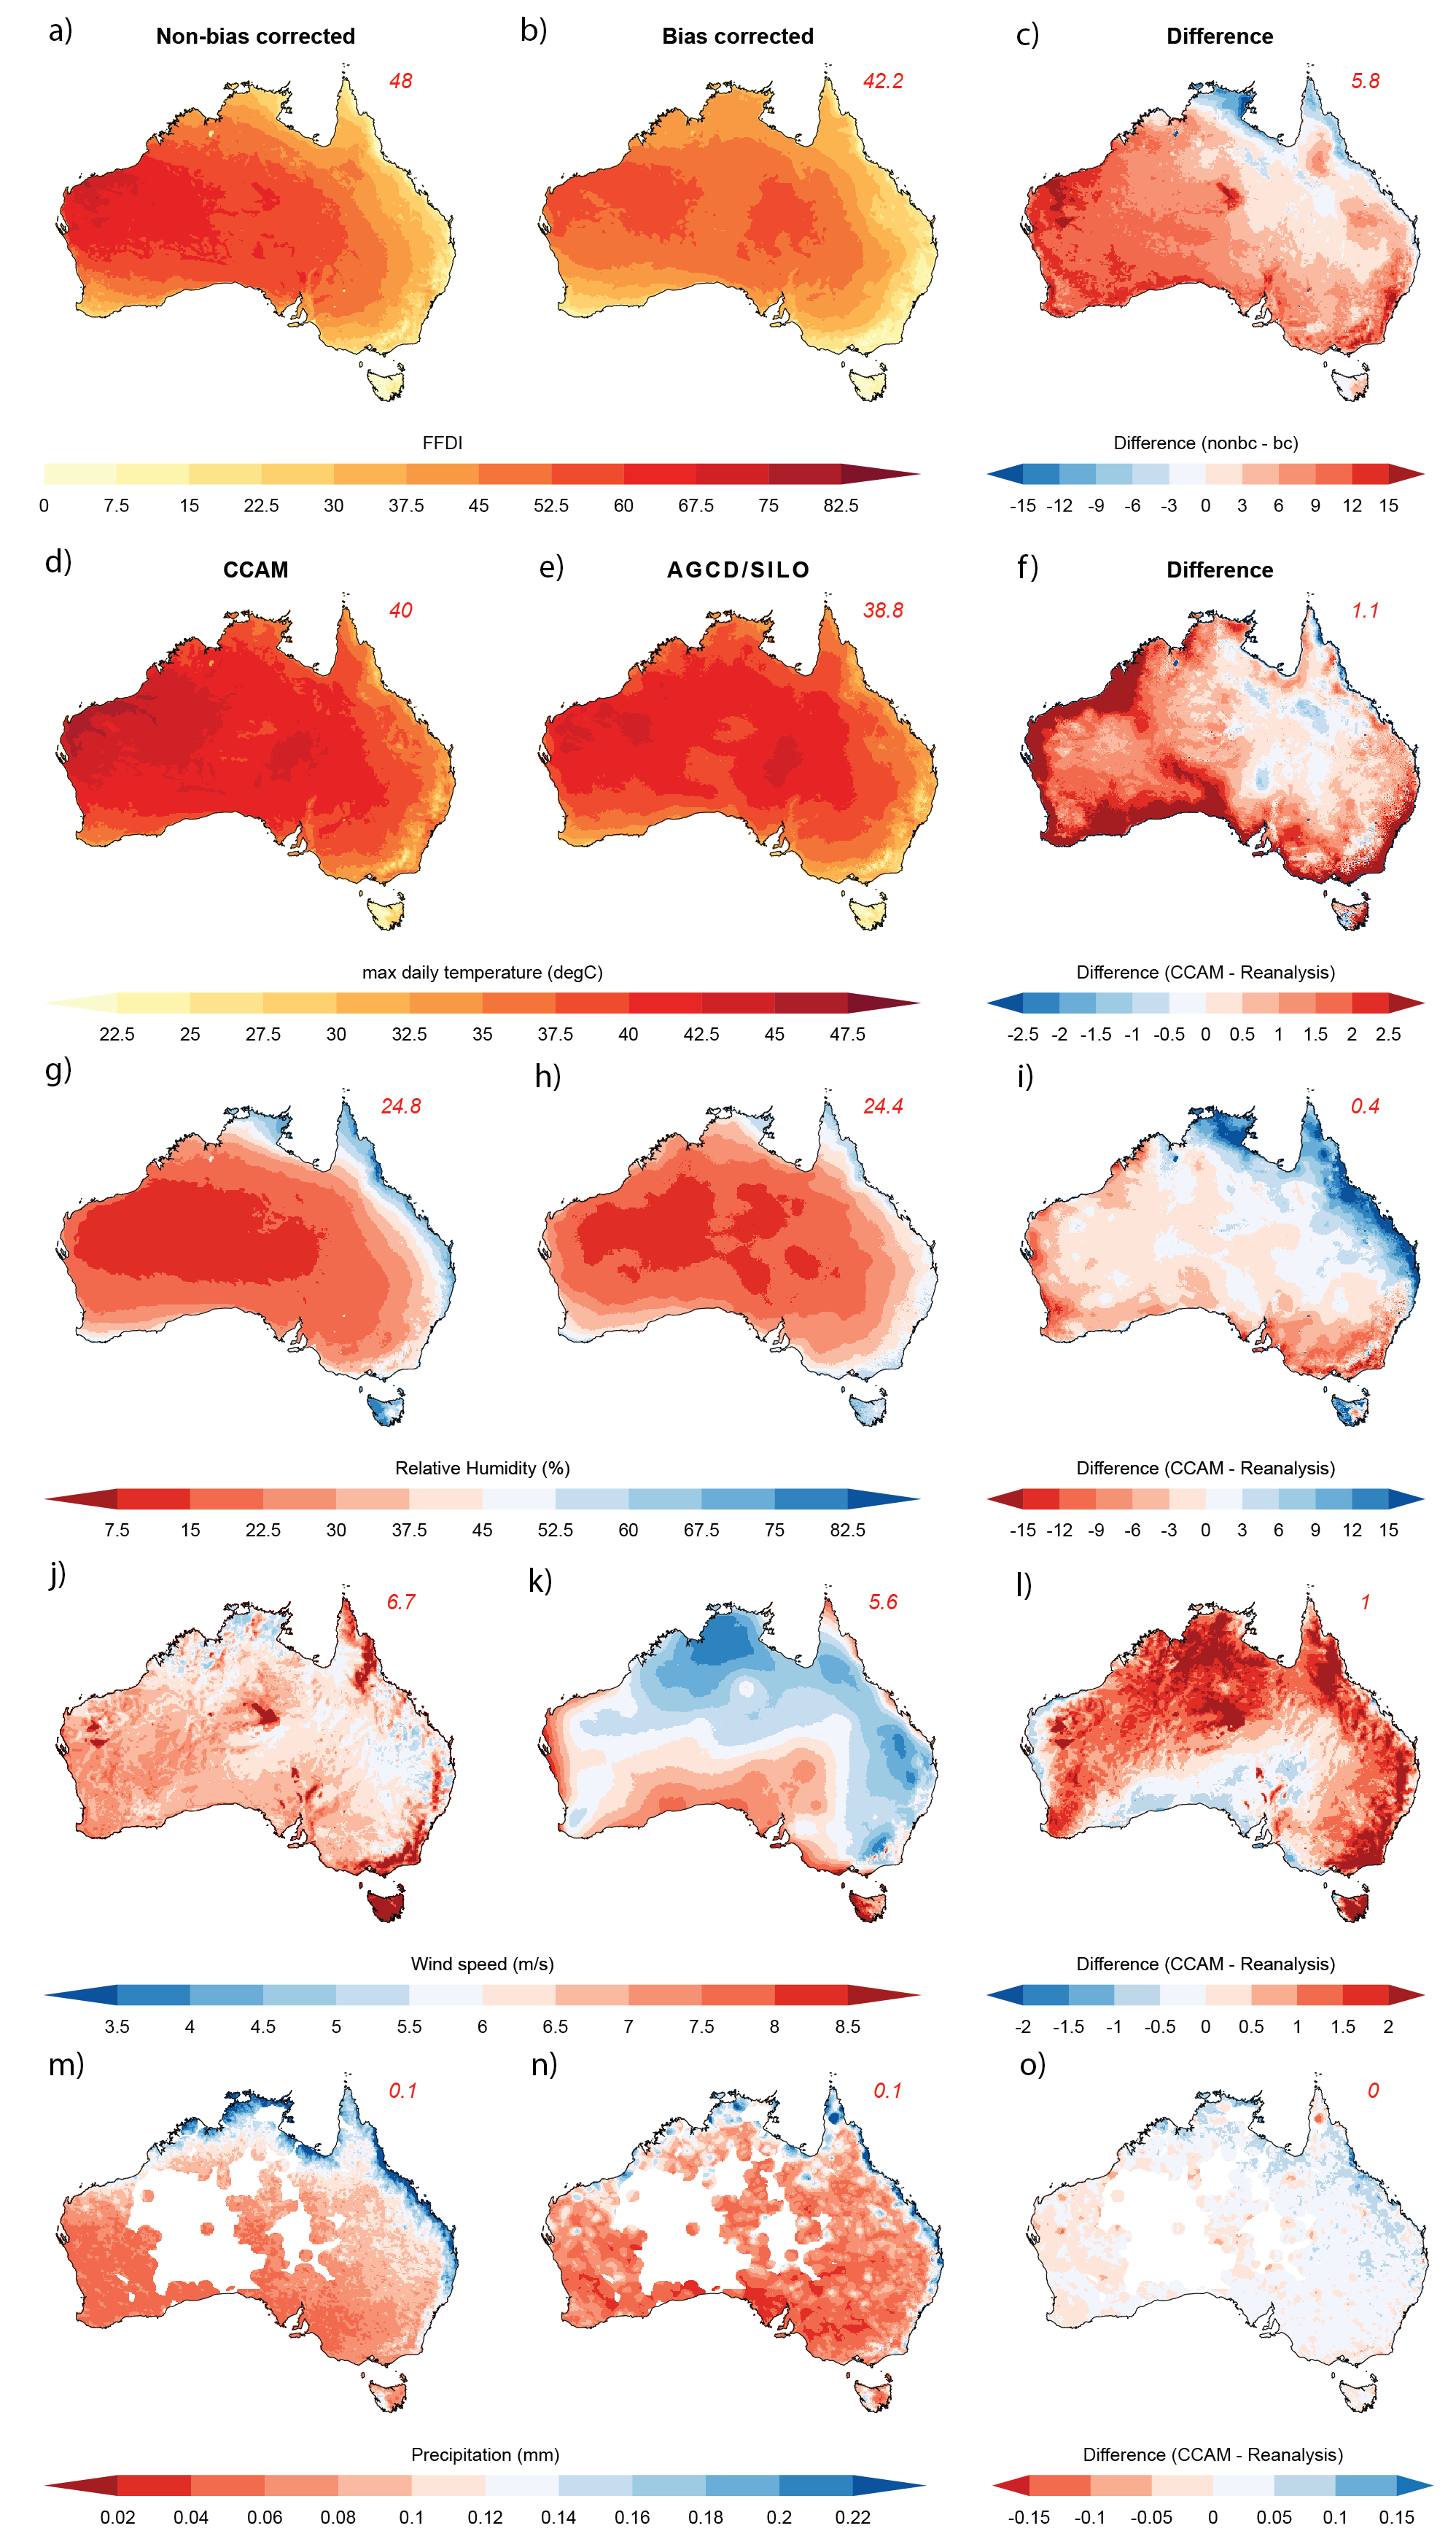 a) Non-bias corrected b) Bias corrected c) Difference
48 42.2 5.8
FFDI Difference (nonbc - bc)
0 7.5 15 22.5 30 37.5 45 52.5 60 67.5 75 82.5 -15 -12 -9 -6 -3 0 3 6 9 12 15
d) CCAM e) AGCD/SILO f) Difference
40 38.8 1.1
max daily temperature (degC) Difference (CCAM - Reanalysis)
22.5 25 27.5 30 32.5 35 37.5 40 42.5 45 47.5 -2.5 -2 -1.5 -1 -0.5 0 0.5 1 1.5 2 2.5
g) h) i)
24.8 24.4 0.4
Relative Humidity (%) Difference (CCAM - Reanalysis)
7.5 15 22.5 30 37.5 45 52.5 60 67.5 75 82.5 -15 -12 -9 -6 -3 0 3 6 9 12 15
j) k) l)
6.7 5.6 1
Wind speed (m/s) Difference (CCAM - Reanalysis)
3.5 4 4.5 5 5.5 6 6.5 7 7.5 8 8.5 -2 -1.5 -1 -0.5 0 0.5 1 1.5 2
m) n) o)
0.1 0.1 0
Precipitation (mm) Difference (CCAM - Reanalysis)
0.02 0.04 0.06 0.08 0.1 0.12 0.14 0.16 0.18 0.2 0.22 -0.15 -0.1 -0.05 0 0.05 0.1 0.15